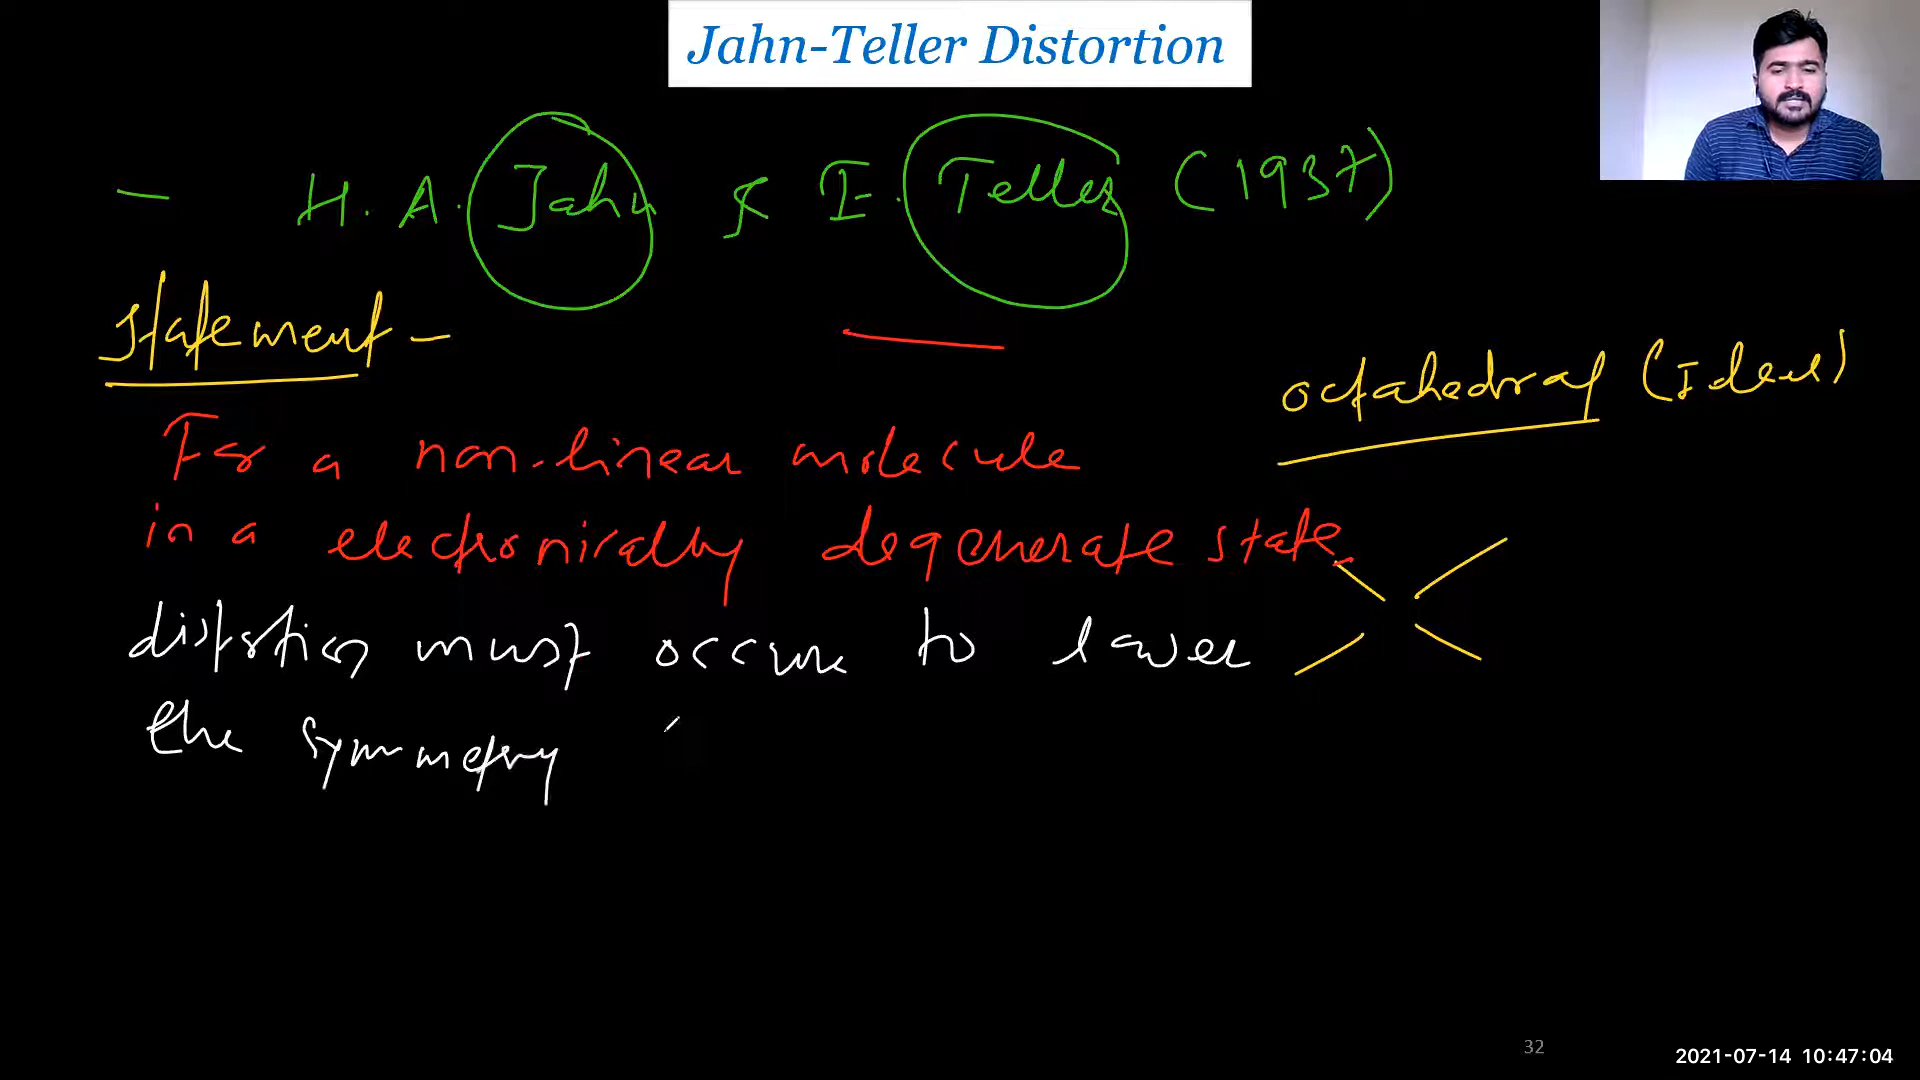 Jahn-Teller Distortion
— H. A. Jahn & E. Teller (1937)
Statement –
octahedral (Ideal)
For a non-linear molecule
in a electronically degenerate state
distortion must occur to lower
the symmetry
32
2021-07-14 10:47:04